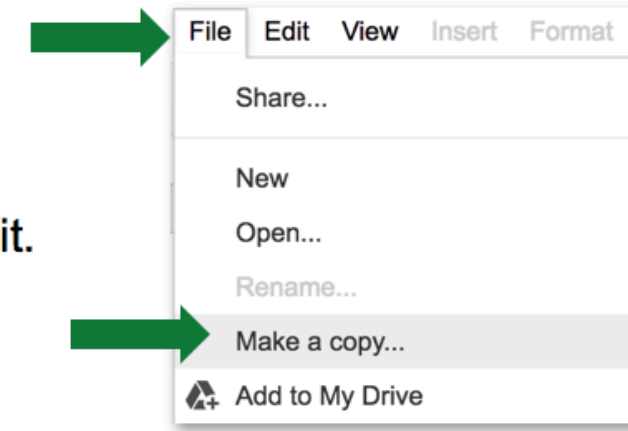 File Edit View Insert Format
Share...
New
Open...
it.
Rename...
Make a copy...
Add to My Drive